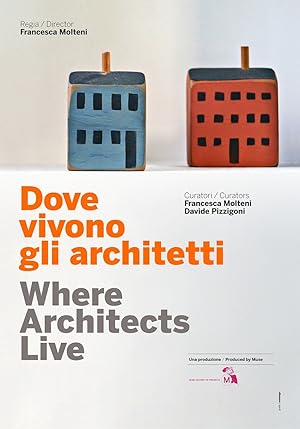 Regia / Director
Francesca Molteni
Dove
vivono
gli architetti
Curatori / Curators
Francesca Molteni
Davide Pizzigoni
Where
Architects
Live
Una produzione / Produced by Muse
M